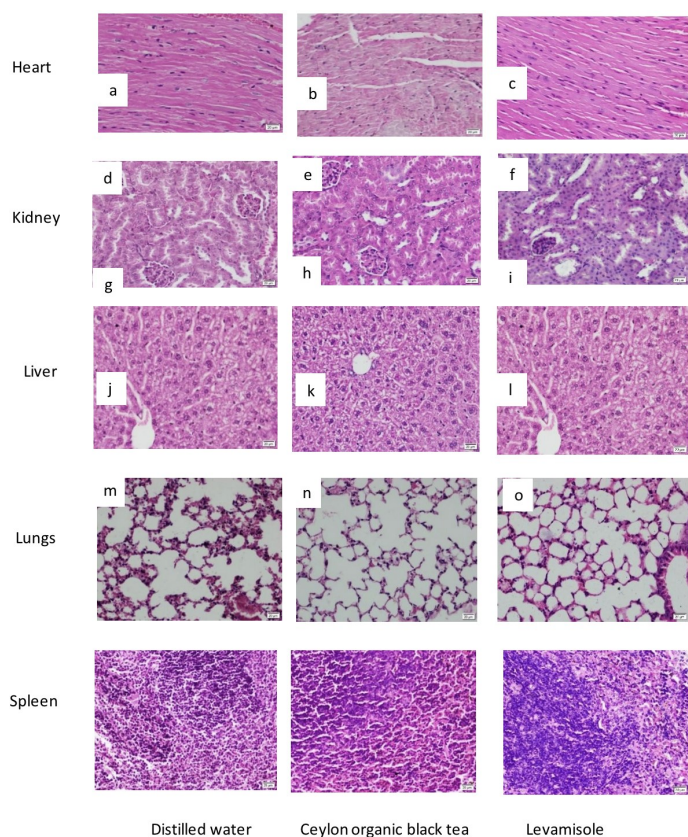 Heart
a
b
c
d
e
f
Kidney
g
h
i
Liver
j
k
l
m
n
o
Lungs
Spleen
Distilled water
Ceylon organic black tea
Levamisole